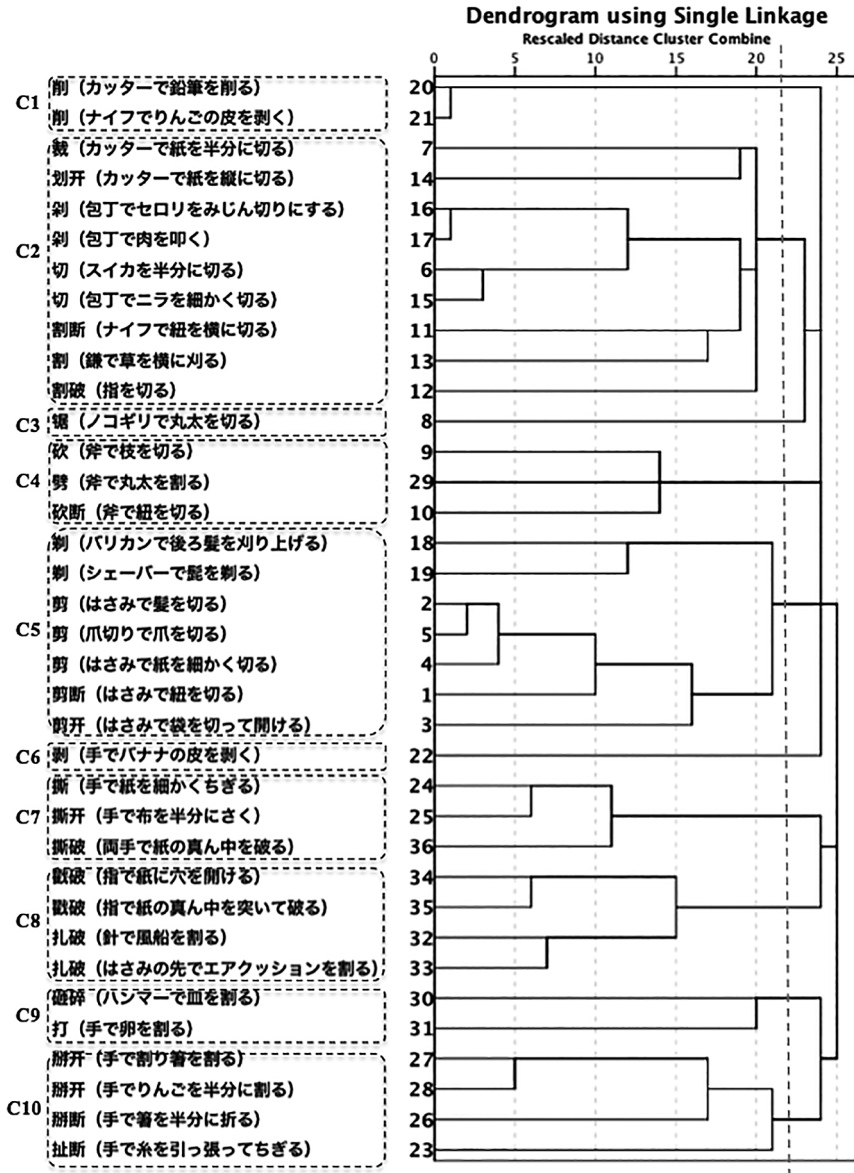 Dendrogram using Single Linkage
Rescaled Distance Cluster Combine
0 5 10 15 20 25
C1
削（カッターで鉛筆を削る） 20
削（ナイフでりんごの皮を剥く） 21
C2
裁（カッターで紙を半分に切る） 7
划开（カッターで紙を縦に切る） 14
剁（包丁でセロリをみじん切りにする） 16
剁（包丁で肉を叩く） 17
切（スイカを半分に切る） 6
切（包丁でニラを細かく切る） 15
割断（ナイフで紐を横に切る） 11
割（鎌で草を横に刈る） 13
割破（指を切る） 12
C3
锯（ノコギリで丸太を切る） 8
C4
砍（斧で枝を切る） 9
劈（斧で丸太を割る） 29
砍断（斧で紐を切る） 10
C5
剃（バリカンで後ろ髪を刈り上げる） 18
剃（シェーバーで髭を剃る） 19
剪（はさみで髪を切る） 2
剪（爪切りで爪を切る） 5
剪（はさみで紙を細かく切る） 4
剪断（はさみで紐を切る） 1
剪开（はさみで袋を切って開ける） 3
C6
剥（手でバナナの皮を剥く） 22
C7
撕（手で紙を細かくちぎる） 24
撕开（手で布を半分にさく） 25
撕破（両手で紙の真ん中を破る） 36
C8
戳破（指で紙に穴を開ける） 34
戳破（指で紙の真ん中を突いて破る） 35
扎破（針で風船を割る） 32
扎破（はさみの先でエアクッションを割る） 33
C9
砸碎（ハンマーで皿を割る） 30
打（手で卵を割る） 31
C10
掰开（手で割り箸を割る） 27
掰开（手でりんごを半分に割る） 28
掰断（手で箸を半分に折る） 26
扯断（手で糸を引っ張ってちぎる） 23